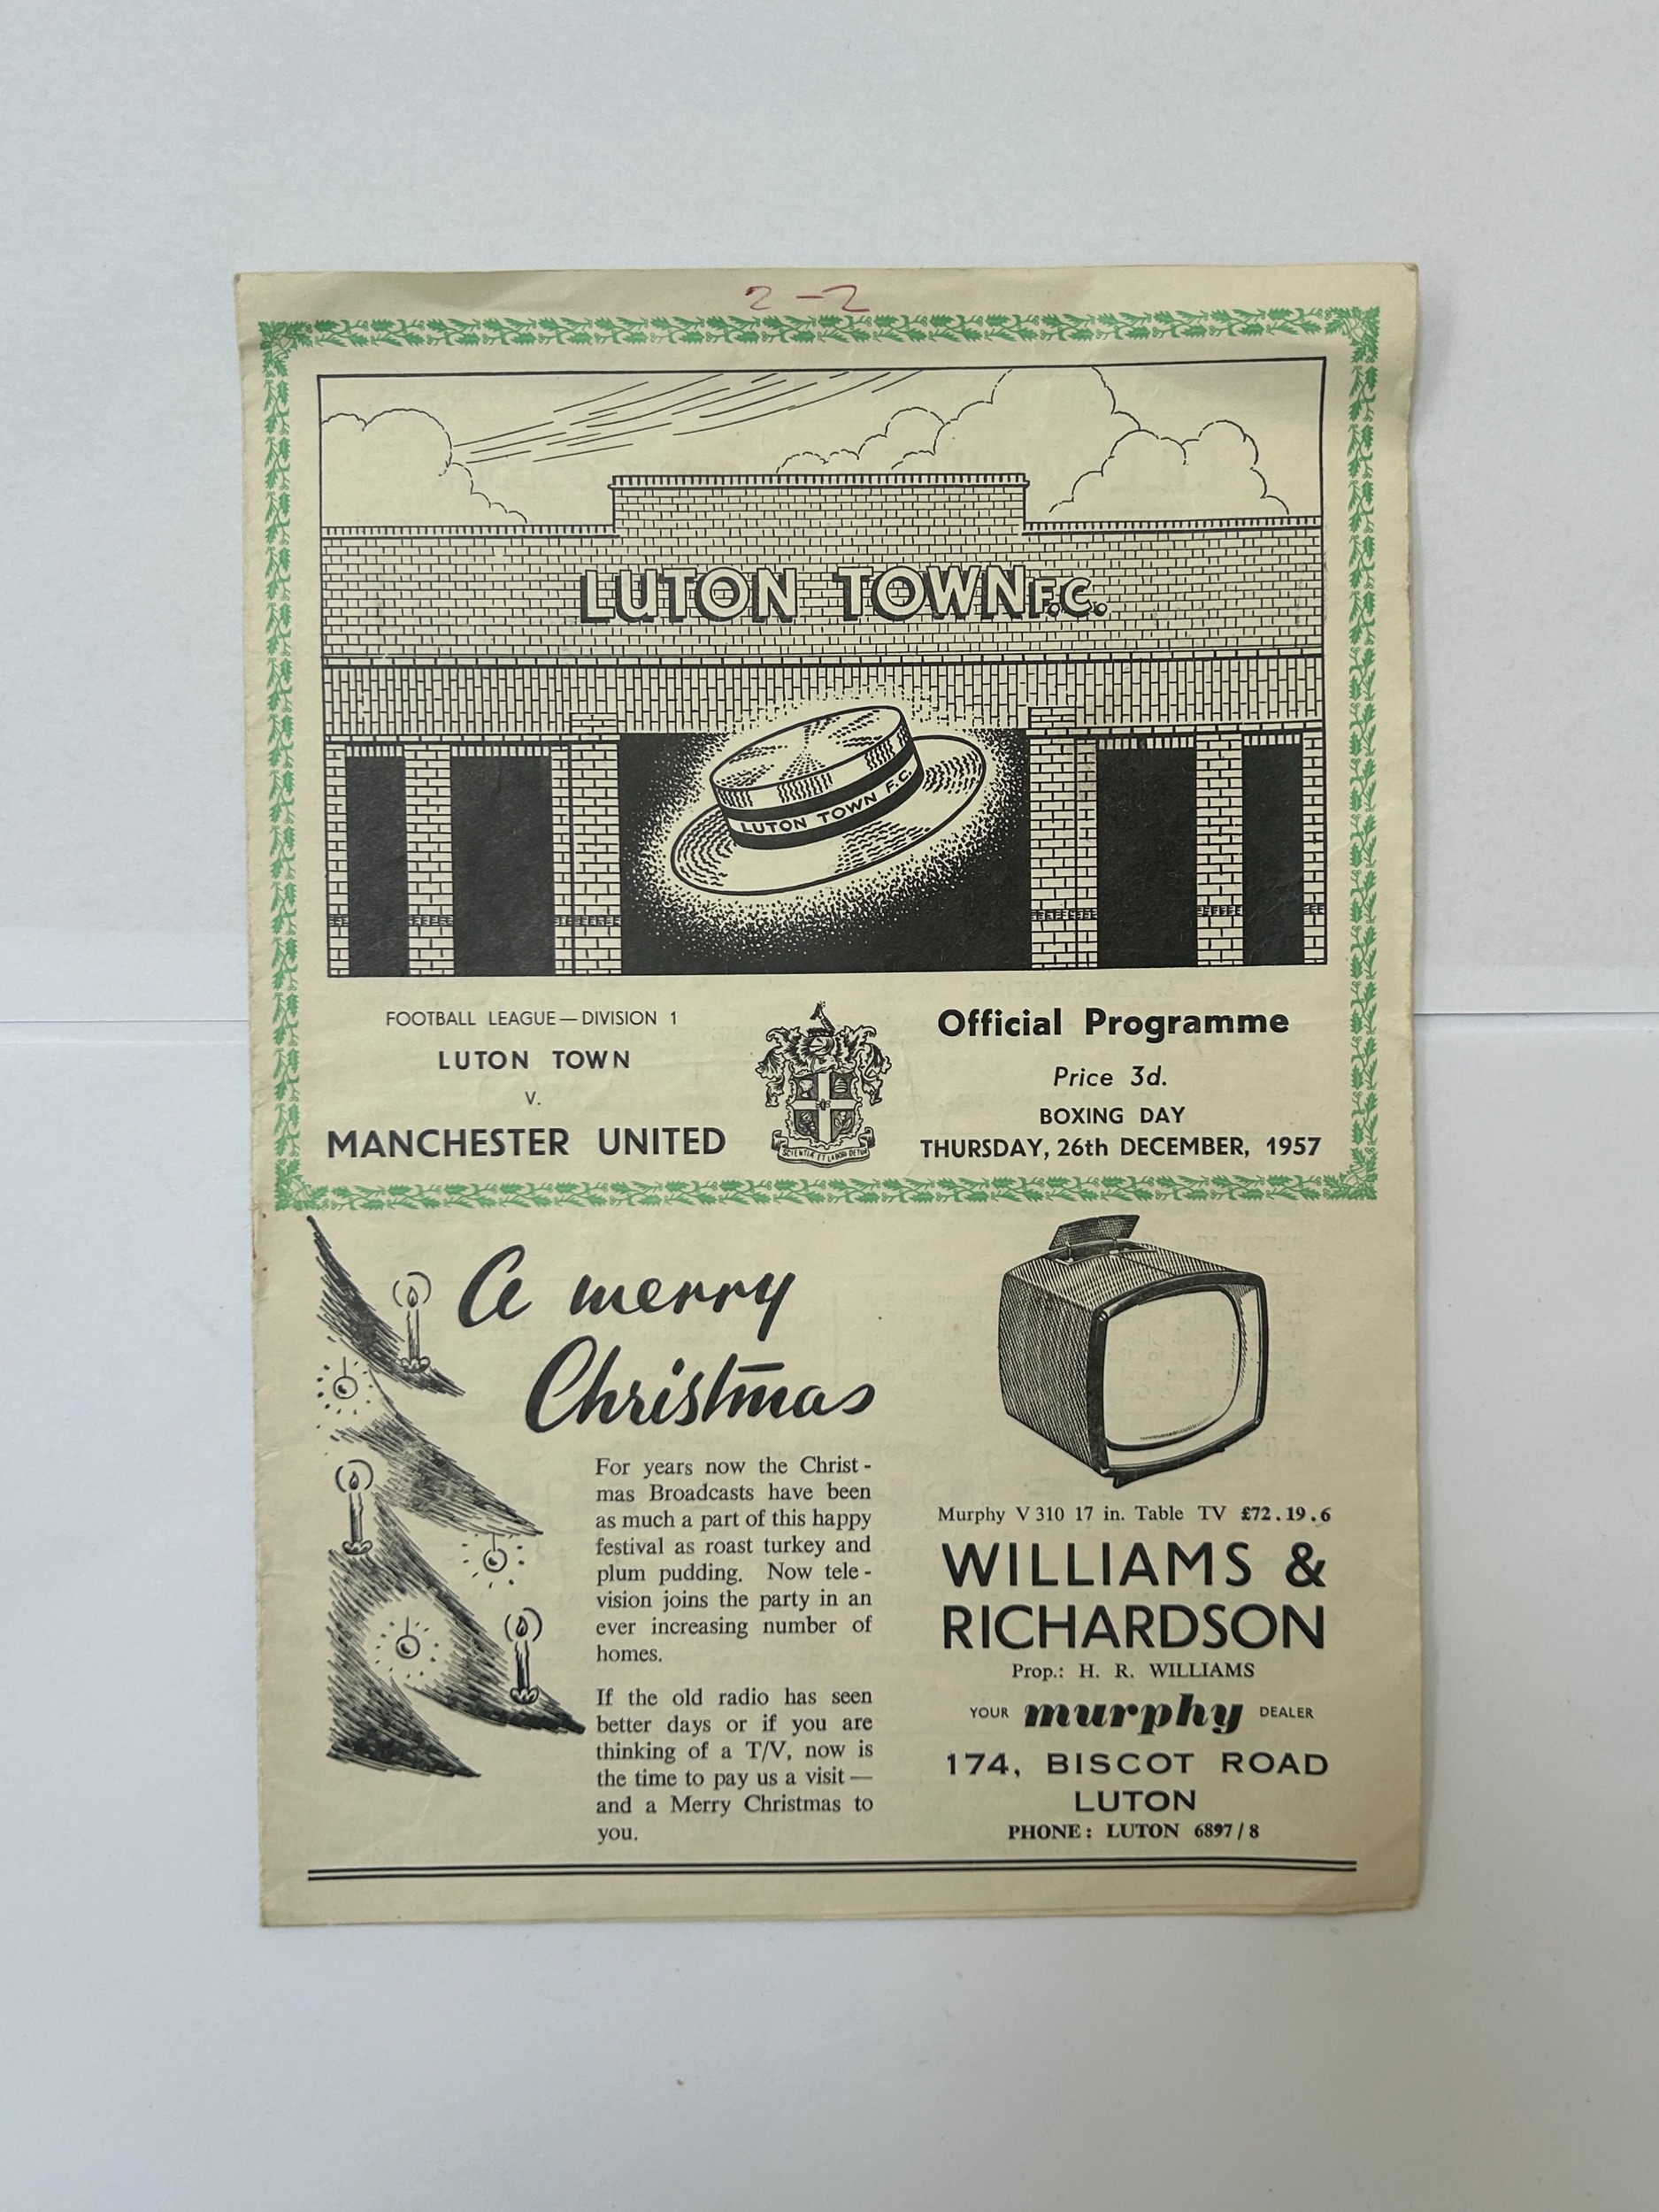 2-2
LUTON TOWN F.C.
LUTON TOWN F.C.
FOOTBALL LEAGUE — DIVISION 1
LUTON TOWN
V.
MANCHESTER UNITED
SCIENTIÆ ET LABORI DETUR
Official Programme
Price 3d.
BOXING DAY
THURSDAY, 26th DECEMBER, 1957
A merry
Christmas
For years now the Christ-
mas Broadcasts have been
as much a part of this happy
festival as roast turkey and
plum pudding. Now tele-
vision joins the party in an
ever increasing number of
homes.
If the old radio has seen
better days or if you are
thinking of a T/V, now is
the time to pay us a visit —
and a Merry Christmas to
you.
Murphy V 310 17 in. Table TV £72.19.6
WILLIAMS &
RICHARDSON
Prop.: H. R. WILLIAMS
YOUR murphy DEALER
174, BISCOT ROAD
LUTON
PHONE: LUTON 6897/8